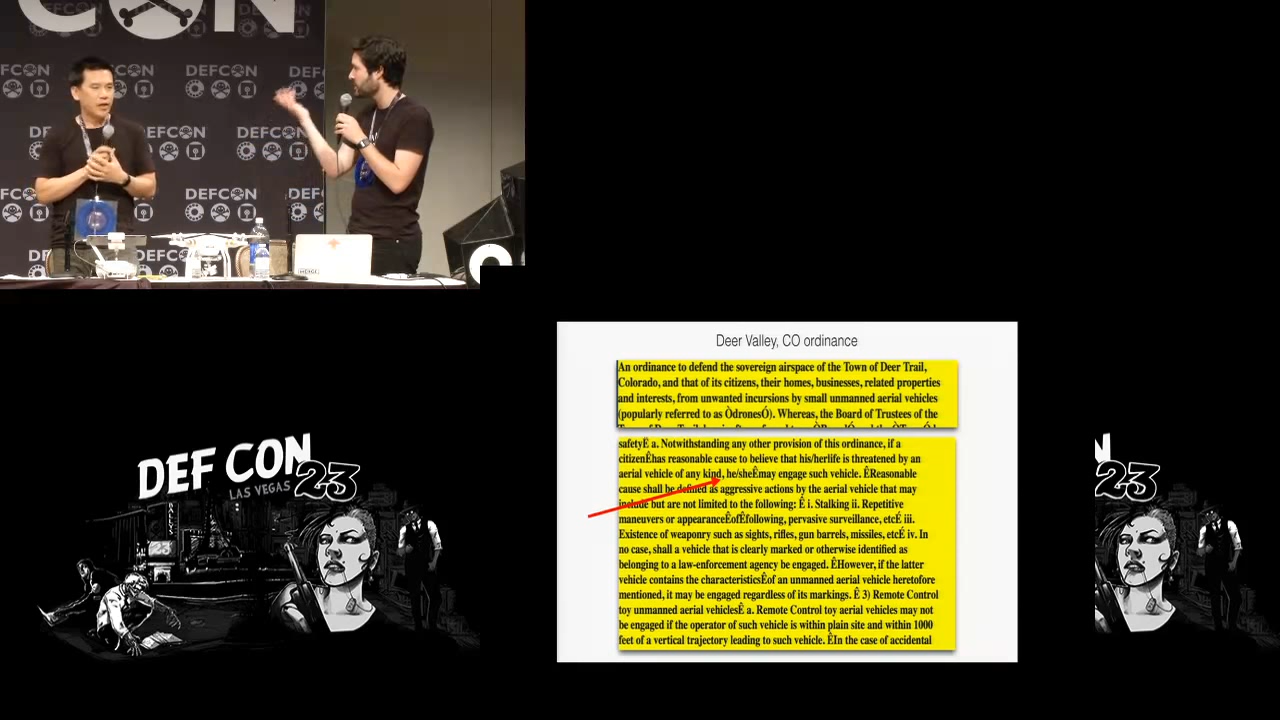 CON
DEFCON DEFCON DEF
DEFCON DEFCON
DEFCON DEFCON DEF
DEFCON DEFCON
Deer Valley, CO ordinance
An ordinance to defend the sovereign airspace of the Town of Deer Trail,
Colorado, and that of its citizens, their homes, businesses, related properties
and interests, from unwanted incursions by small unmanned aerial vehicles
(popularly referred to as ÒdronesÓ). Whereas, the Board of Trustees of the
safetyÊ a. Notwithstanding any other provision of this ordinance, if a
citizenÊhas reasonable cause to believe that his/herlife is threatened by an
aerial vehicle of any kind, he/sheÊmay engage such vehicle. ÊReasonable
cause shall be defined as aggressive actions by the aerial vehicle that may
include but are not limited to the following: Ê i. Stalking ii. Repetitive
maneuvers or appearanceÊofÊfollowing, pervasive surveillance, etcÉ iii.
Existence of weaponry such as sights, rifles, gun barrels, missiles, etcÉ iv. In
no case, shall a vehicle that is clearly marked or otherwise identified as
belonging to a law-enforcement agency be engaged. ÊHowever, if the latter
vehicle contains the characteristicsÊof an unmanned aerial vehicle heretofore
mentioned, it may be engaged regardless of its markings. Ê 3) Remote Control
toy unmanned aerial vehiclesÊ a. Remote Control toy aerial vehicles may not
be engaged if the operator of such vehicle is within plain site and within 1000
feet of a vertical trajectory leading to such vehicle. ÊIn the case of accidental
DEF CON
LAS VEGAS 23
23
N
23